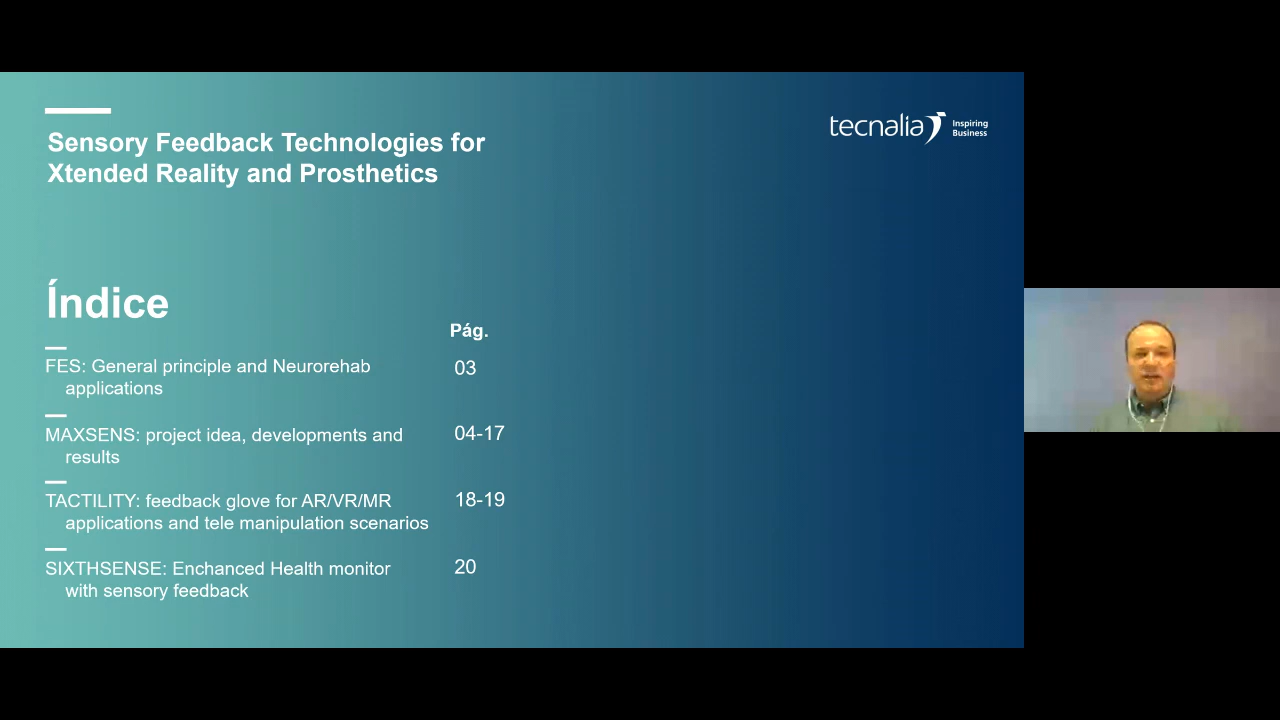 Sensory Feedback Technologies for
Xtended Reality and Prosthetics
tecnalia Inspiring
Business
Índice
Pág.
FES: General principle and Neurorehab
applications
03
MAXSENS: project idea, developments and
results
04-17
TACTILITY: feedback glove for AR/VR/MR
applications and tele manipulation scenarios
18-19
SIXTHSENSE: Enchanced Health monitor
with sensory feedback
20